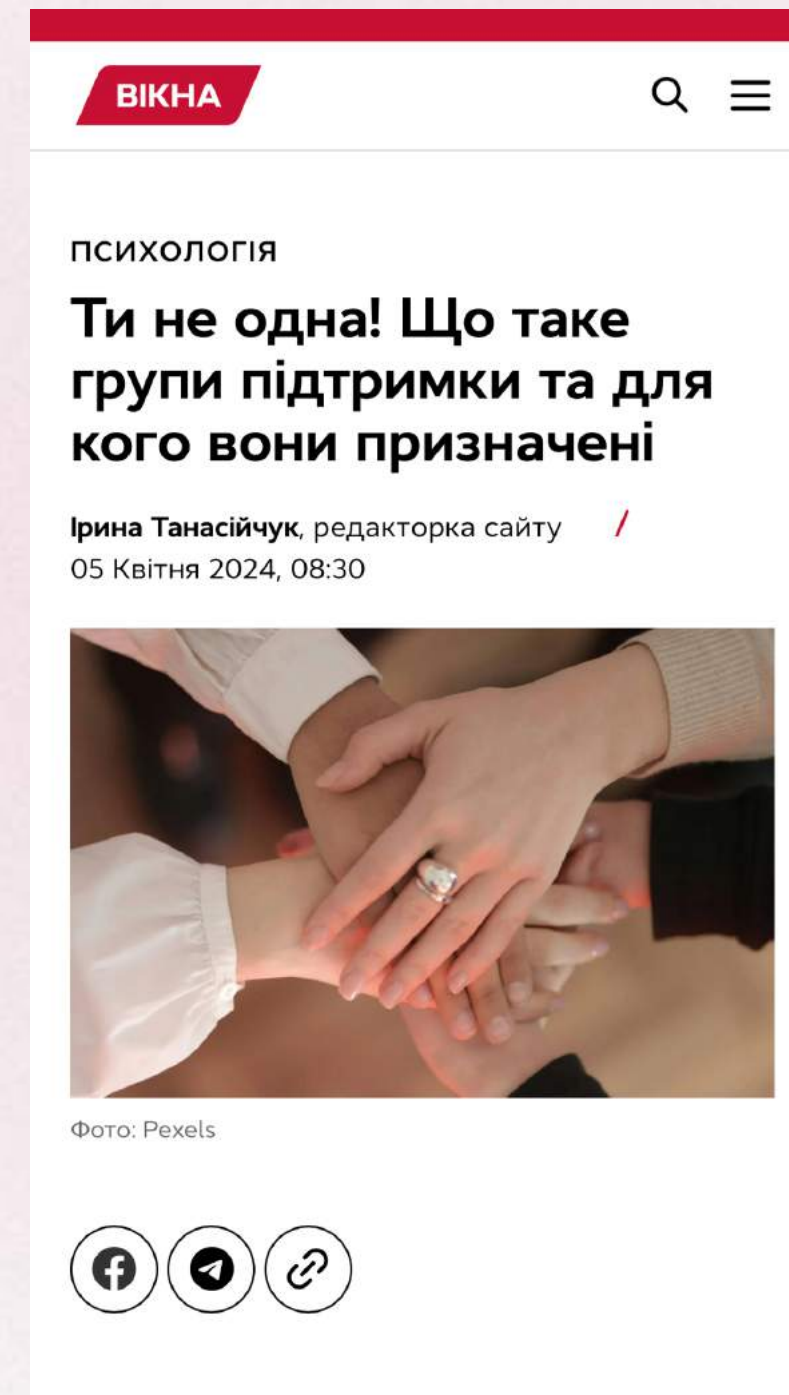 ВІКНА
ПСИХОЛОГІЯ
Ти не одна! Що таке
групи підтримки та для
кого вони призначені
Ірина Танасійчук, редакторка сайту /
05 Квітня 2024, 08:30
Фото: Pexels